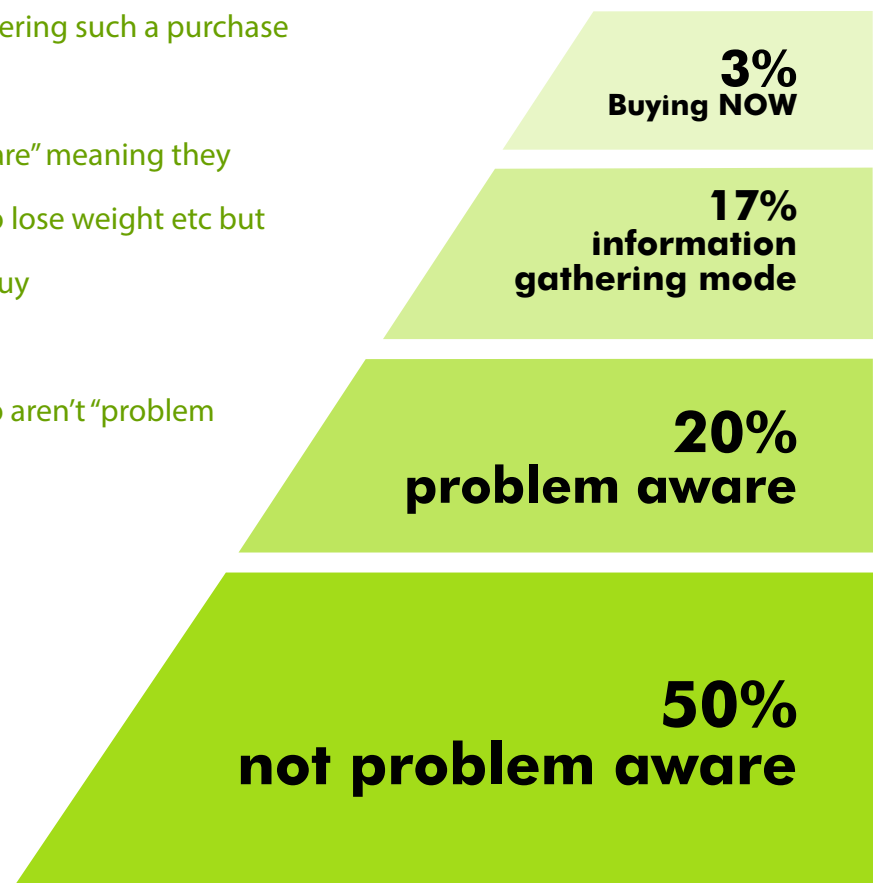 ering such a purchase
are” meaning they
o lose weight etc but
uy
o aren’t “problem
3%
Buying NOW
17%
information
gathering mode
20%
problem aware
50%
not problem aware